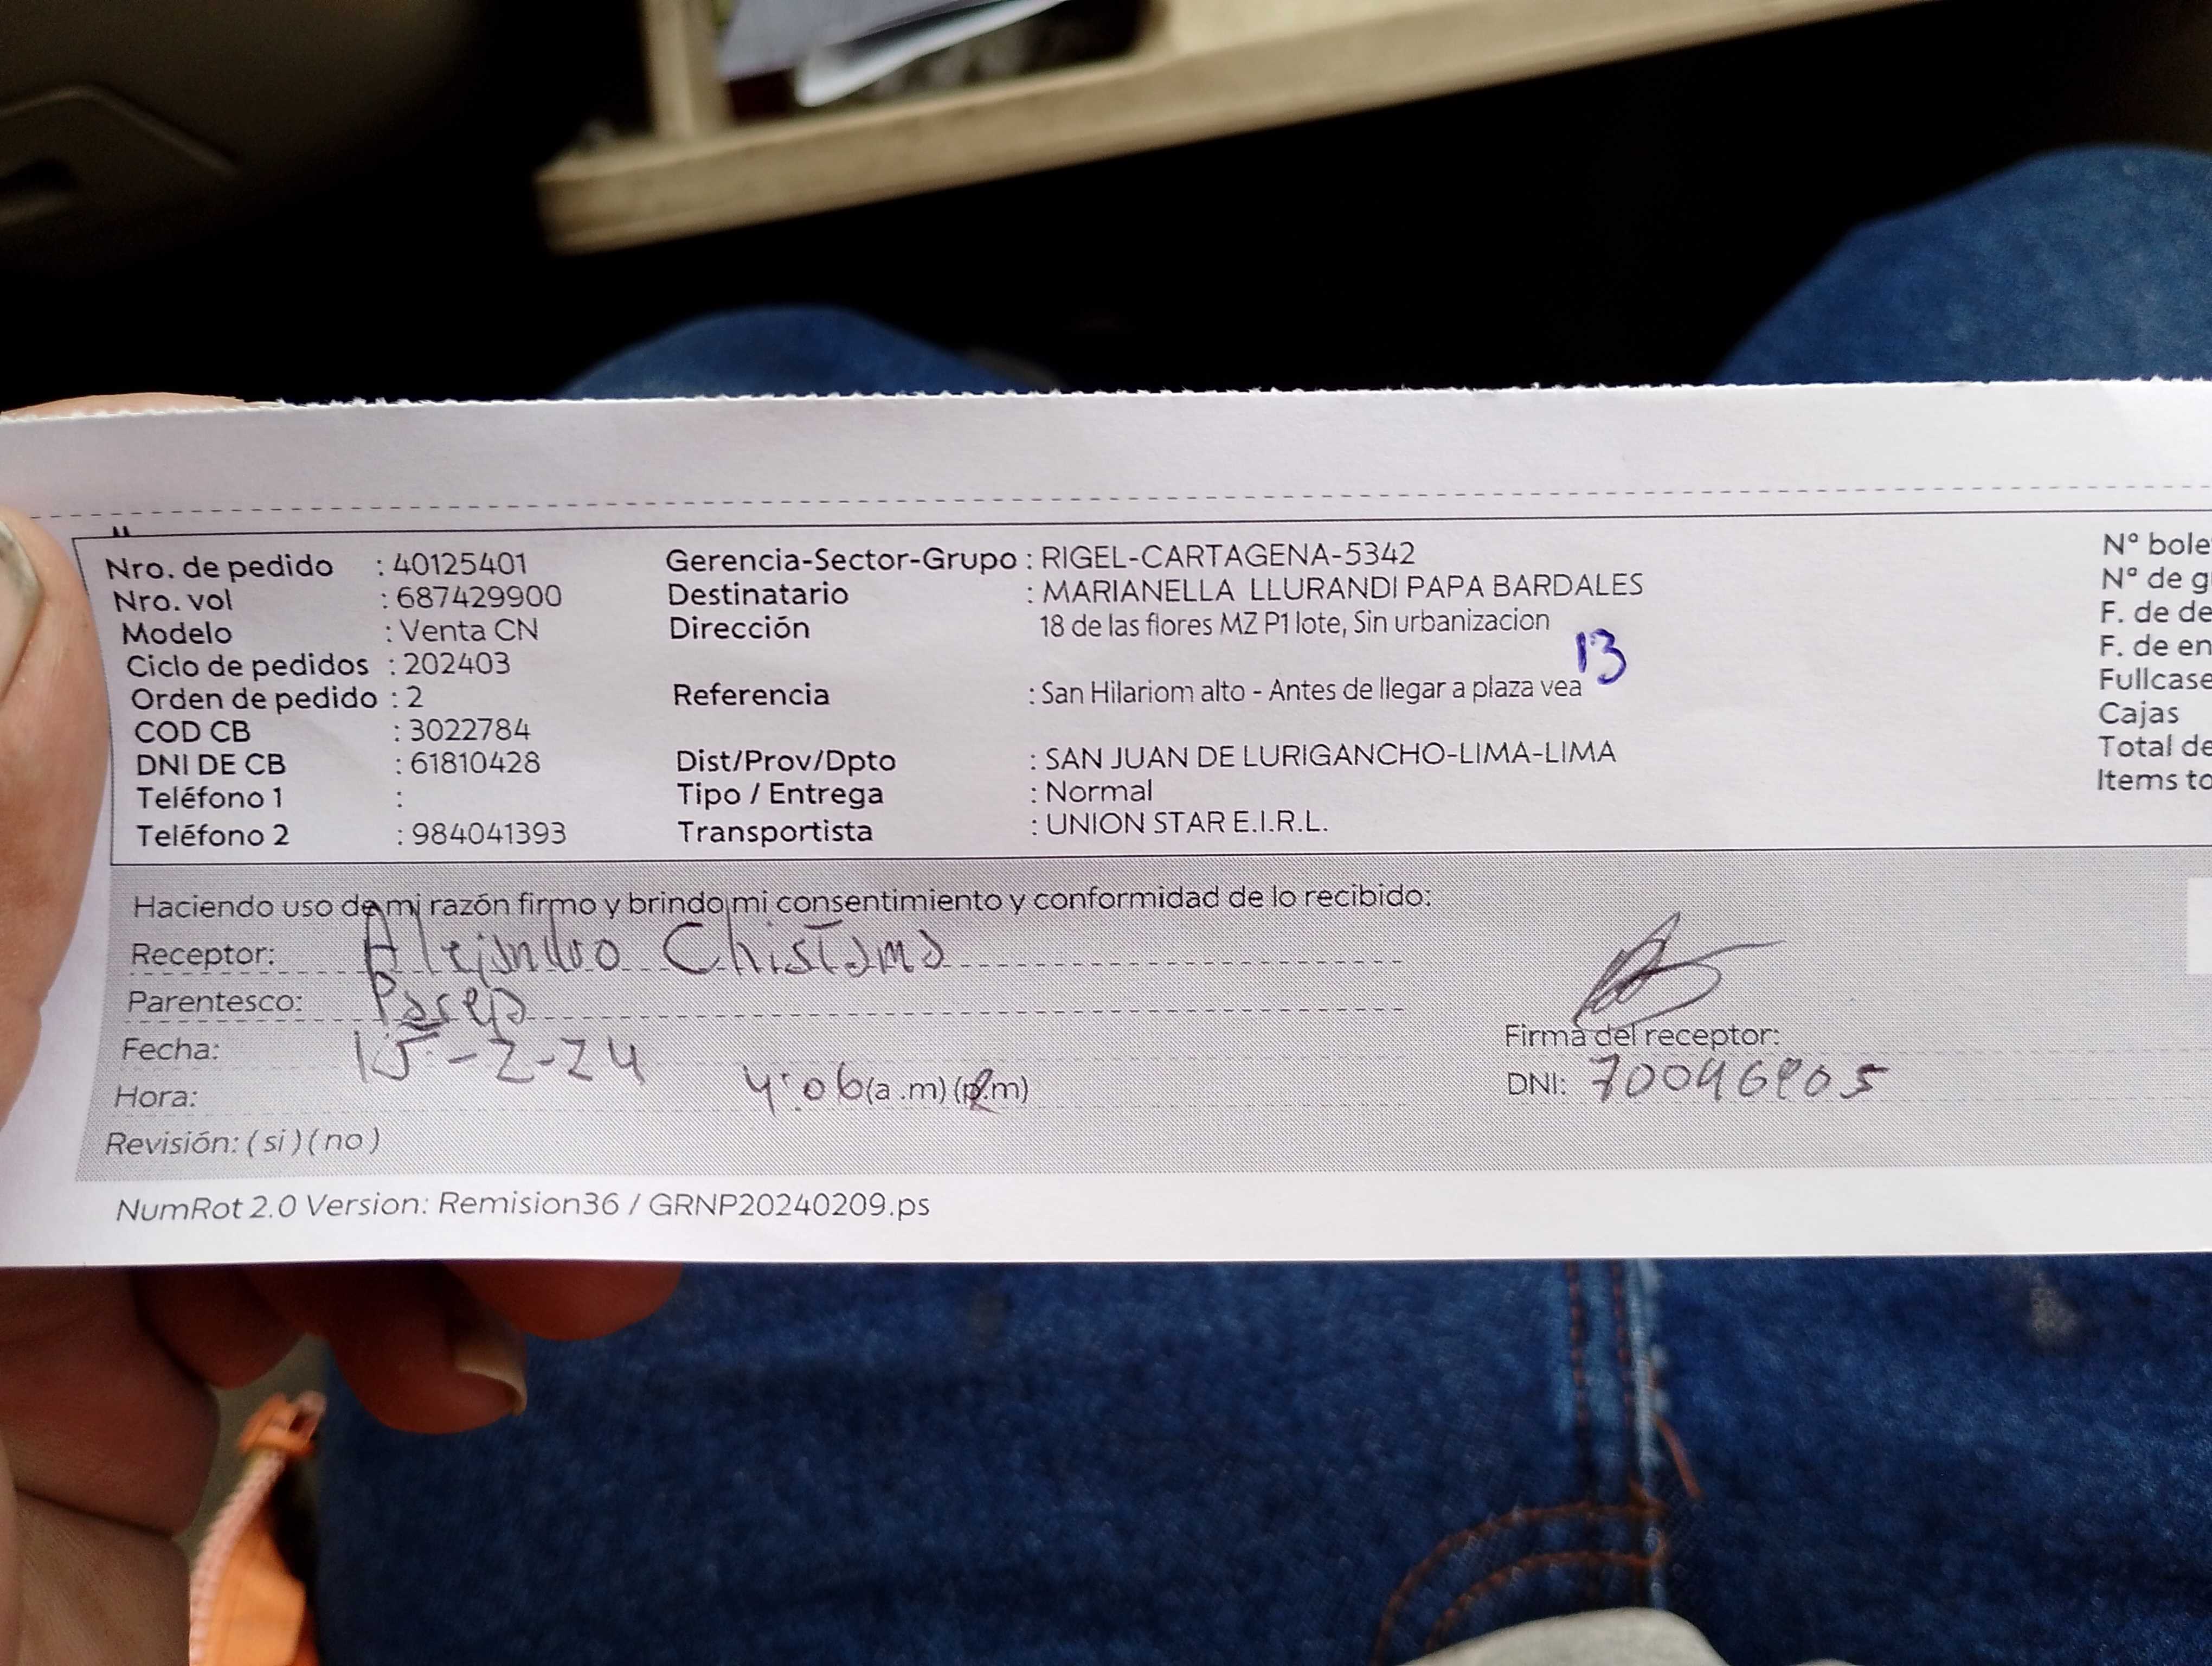 Nro. de pedido : 40125401
Nro. vol : 687429900
Modelo : Venta CN
Ciclo de pedidos : 202403
Orden de pedido : 2
COD CB : 3022784
DNI DE CB : 61810428
Teléfono 1 :
Teléfono 2 : 984041393
Gerencia-Sector-Grupo : RIGEL-CARTAGENA-5342
Destinatario : MARIANELLA LLURANDI PAPA BARDALES
Dirección 18 de las flores MZ P1 lote, Sin urbanizacion
13
Referencia : San Hilariom alto - Antes de llegar a plaza vea
Dist/Prov/Dpto : SAN JUAN DE LURIGANCHO-LIMA-LIMA
Tipo / Entrega : Normal
Transportista : UNION STAR E.I.R.L.
N° bole
N° de g
F. de de
F. de en
Fullcase
Cajas
Total de
Items to
Haciendo uso de mi razón firmo y brindo mi consentimiento y conformidad de lo recibido:
Receptor: Alejandro Chistama
Parentesco: Pareja
Fecha: 15-2-24
Hora: 4:06 (a .m) (p.m)
Revisión: ( si ) ( no )
Firma del receptor:
DNI:
NumRot 2.0 Version: Remision36 / GRNP20240209.ps